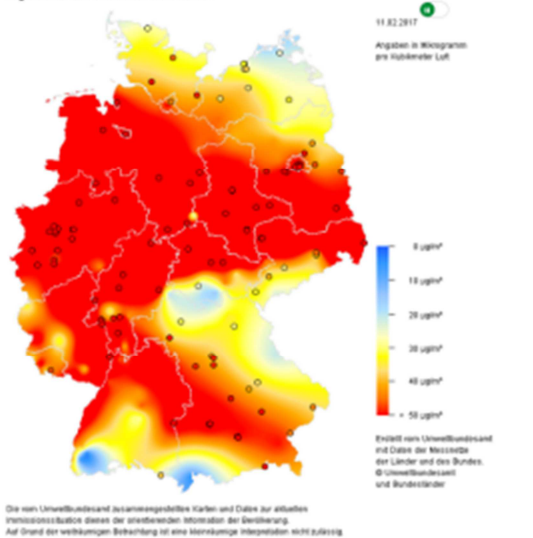 11.02.2017
Angaben in Mikrogramm
pro Kubikmeter Luft
0 µg/m³
10 µg/m³
20 µg/m³
30 µg/m³
40 µg/m³
> 50 µg/m³
Erstellt vom Umweltbundesamt
mit Daten der Messnetze
der Länder und des Bundes.
© Umweltbundesamt
und Bundesländer
Die vom Umweltbundesamt zusammengestellten Karten und Daten zur aktuellen
Immissionssituation dienen der orientierenden Information der Bevölkerung.
Auf Grund der weiträumigen Betrachtung ist eine kleinräumige Interpretation nicht zulässig.